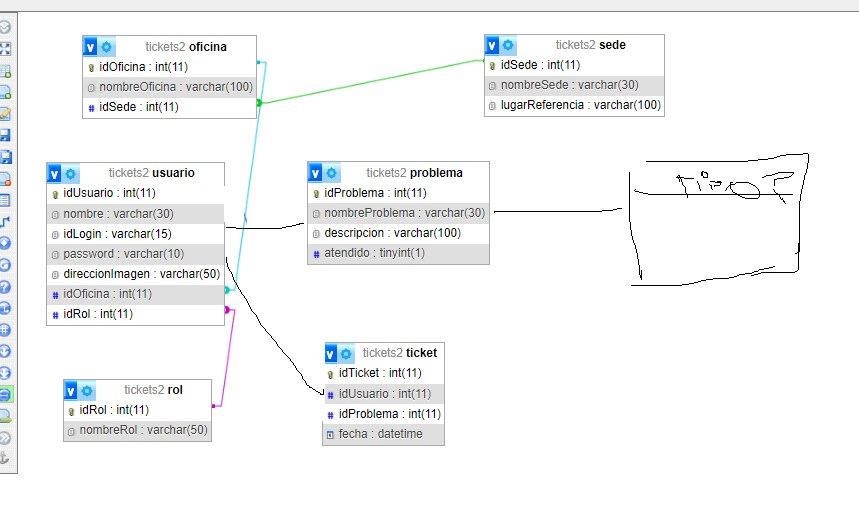 v tickets2 oficina
idOficina : int(11)
nombreOficina : varchar(100)
# idSede : int(11)
v tickets2 sede
idSede : int(11)
nombreSede : varchar(30)
lugarReferencia : varchar(100)
v tickets2 usuario
idUsuario : int(11)
nombre : varchar(30)
idLogin : varchar(15)
password : varchar(10)
direccionImagen : varchar(50)
# idOficina : int(11)
# idRol : int(11)
v tickets2 problema
idProblema : int(11)
nombreProblema : varchar(30)
descripcion : varchar(100)
# atendido : tinyint(1)
v tickets2 ticket
idTicket : int(11)
# idUsuario : int(11)
# idProblema : int(11)
fecha : datetime
v tickets2 rol
idRol : int(11)
nombreRol : varchar(50)